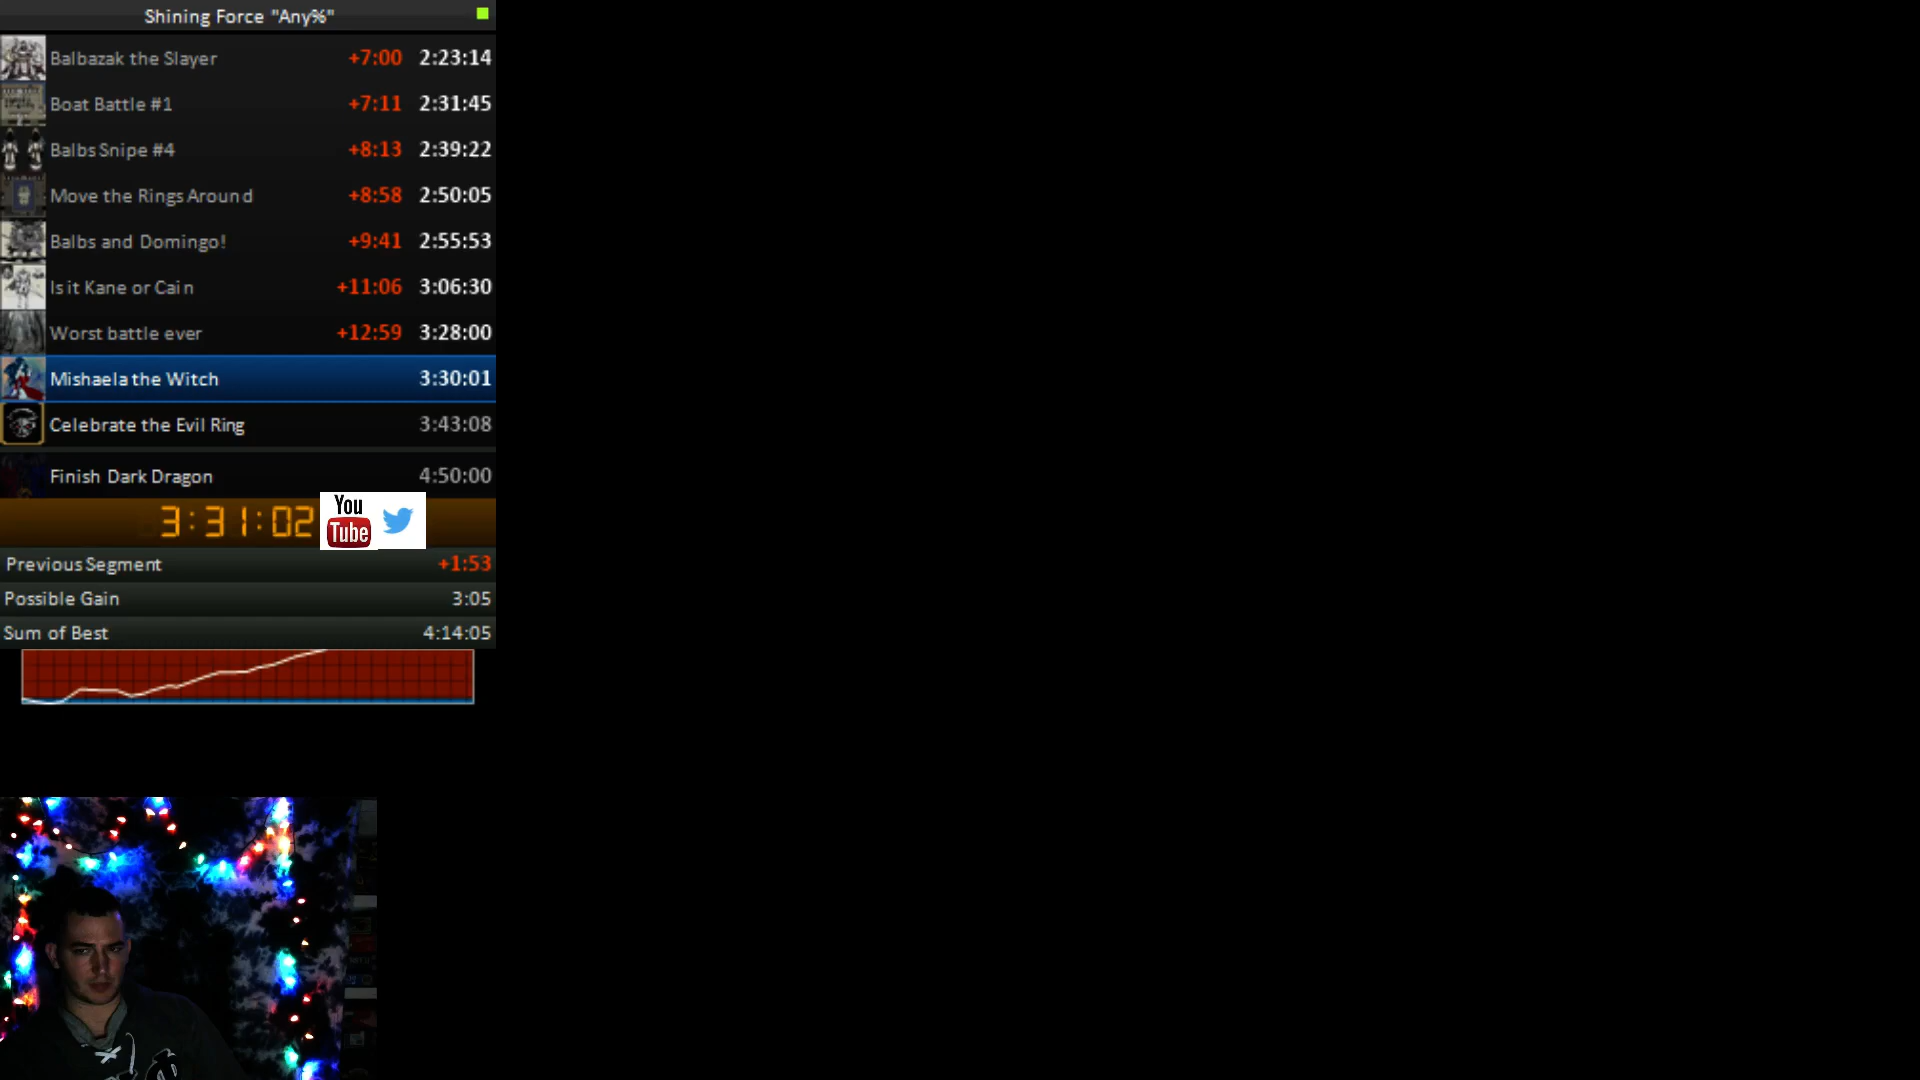 Shining Force "Any%"
Balbazak the Slayer +7:00 2:23:14
Boat Battle #1 +7:11 2:31:45
Balbs Snipe #4 +8:13 2:39:22
Move the Rings Around +8:58 2:50:05
Balbs and Domingo! +9:41 2:55:53
Is it Kane or Cain +11:06 3:06:30
Worst battle ever +12:59 3:28:00
Mishaela the Witch 3:30:01
Celebrate the Evil Ring 3:43:08
Finish Dark Dragon 4:50:00
3:31:02
You
Tube
Previous Segment +1:53
Possible Gain 3:05
Sum of Best 4:14:05